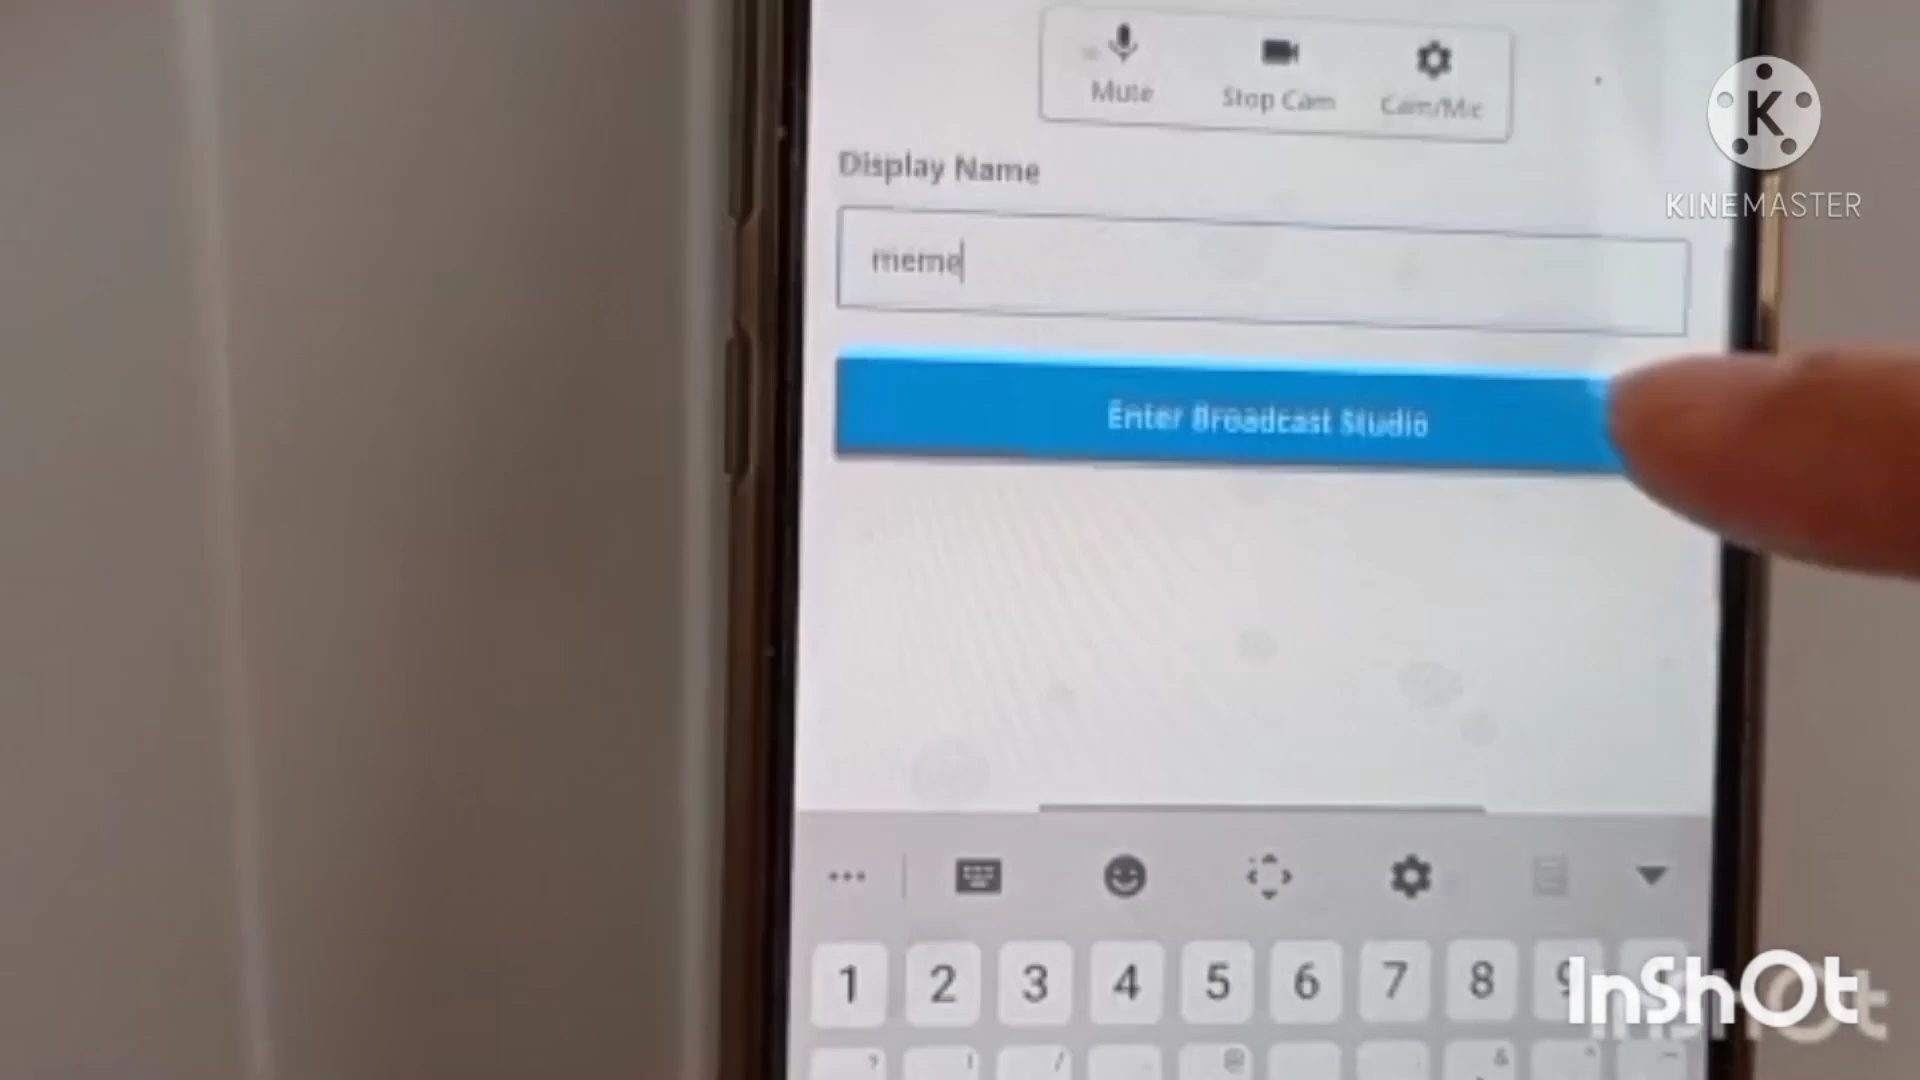 Mute Stop Cam Cam/Mic
K
KINEMASTER
Display Name
meme
Enter Broadcast Studio
1 2 3 4 5 6 7 8 9
InShOt